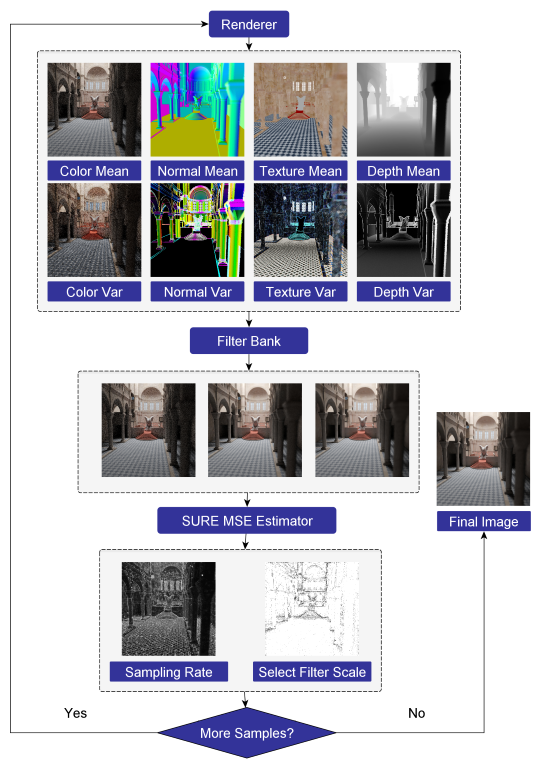 Renderer
Color Mean
Normal Mean
Texture Mean
Depth Mean
Color Var
Normal Var
Texture Var
Depth Var
Filter Bank
SURE MSE Estimator
Final Image
Sampling Rate
Select Filter Scale
Yes
No
More Samples?